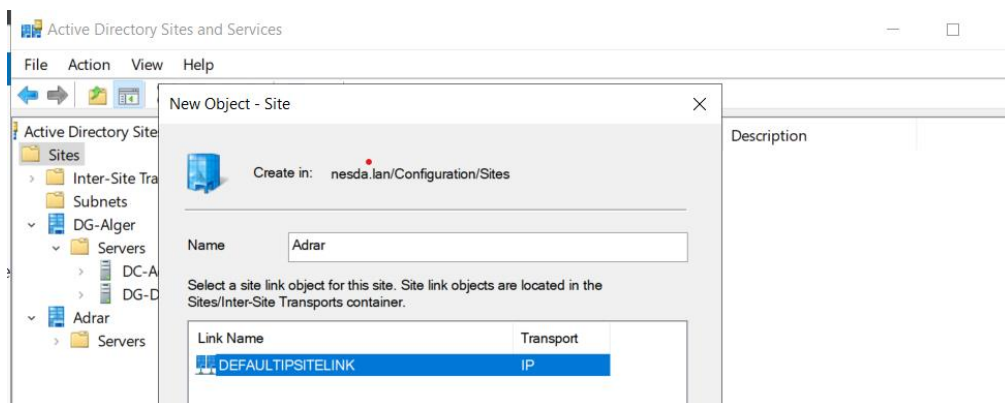 Active Directory Sites and Services
File Action View Help
New Object - Site
Active Directory Site
Description
Sites
Create in: nesda.lan/Configuration/Sites
Inter-Site Tra
Subnets
DG-Alger
Name Adrar
Servers
DC-A
Select a site link object for this site. Site link objects are located in the
DG-D
Sites/Inter-Site Transports container.
Adrar
Servers
Link Name Transport
DEFAULTIPSITELINK IP